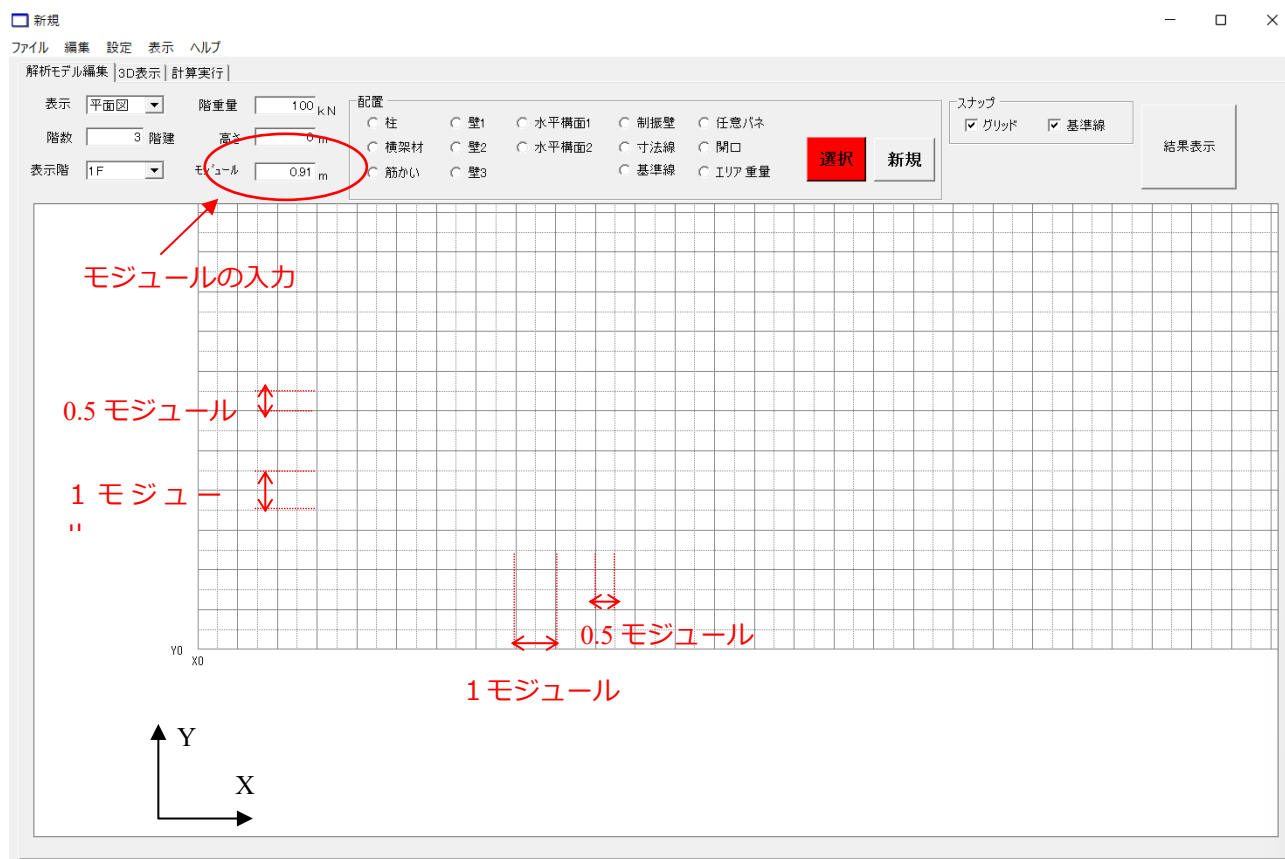 新規
ファイル 編集 設定 表示 ヘルプ
解析モデル編集 3D表示 計算実行
表示 平面図 階重量 100 kN
階数 3 階建 高さ 0 m
表示階 1F モジュール 0.91 m
配置
柱 壁1 水平構面1 制振壁 任意バネ
横架材 壁2 水平構面2 寸法線 開口
筋かい 壁3 基準線 エリア重量
選択 新規
スナップ
グリッド 基準線
結果表示
モジュールの入力
0.5 モジュール
1 モジュー
0.5 モジュール
Y0
X0
1 モジュール
Y
X